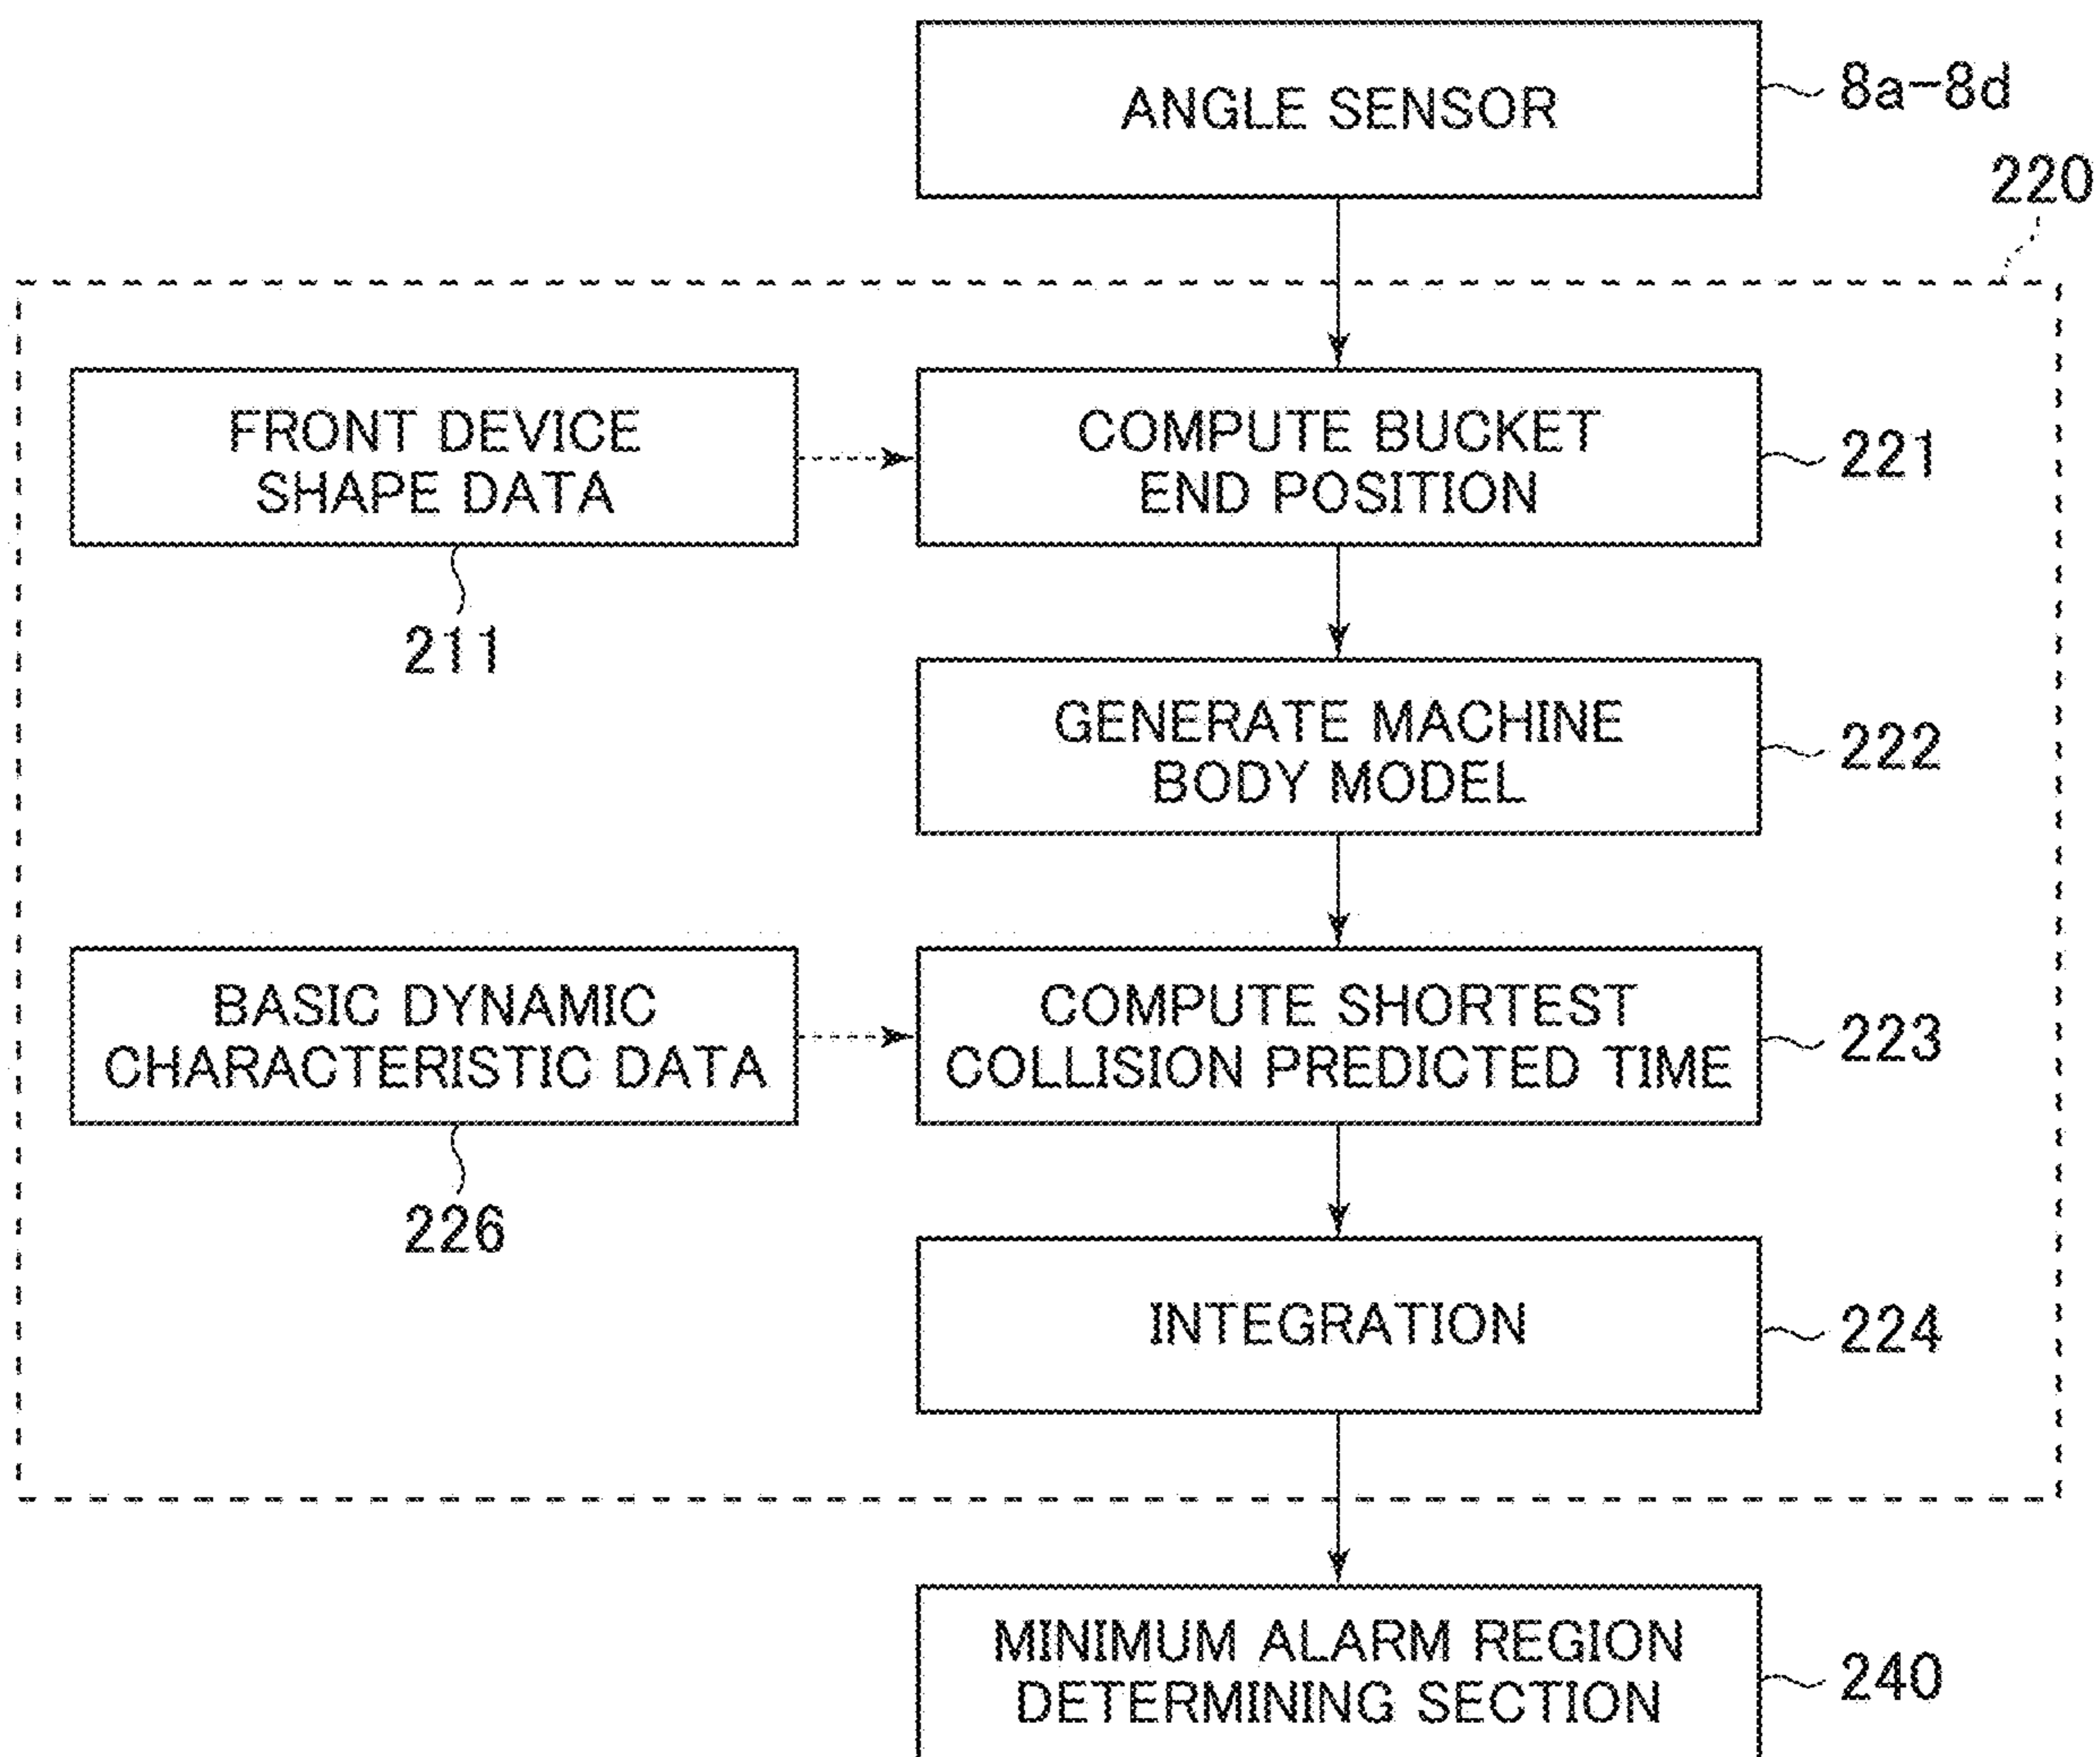 ANGLE SENSOR
8a-8d
220
FRONT DEVICE
SHAPE DATA
211
COMPUTE BUCKET
END POSITION
221
GENERATE MACHINE
BODY MODEL
222
BASIC DYNAMIC
CHARACTERISTIC DATA
226
COMPUTE SHORTEST
COLLISION PREDICTED TIME
223
INTEGRATION
224
MINIMUM ALARM REGION
DETERMINING SECTION
240